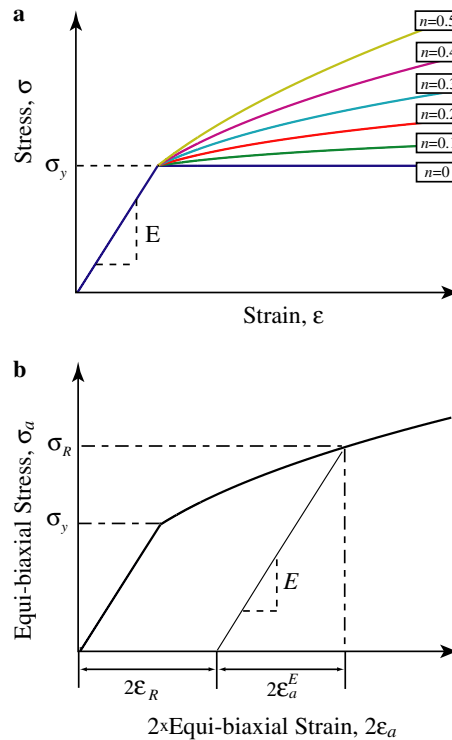 a
Stress, σ
n=0.5
n=0.4
n=0.3
n=0.2
n=0.1
n=0
σy
E
Strain, ε
b
Equi-biaxial Stress, σa
σR
σy
E
2εR
2εaE
2xEqui-biaxial Strain, 2εa